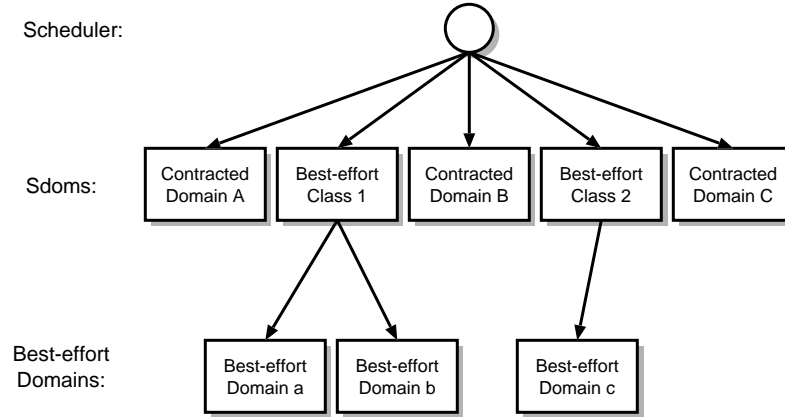 Scheduler:
Sdoms:
Contracted
Domain A
Best-effort
Class 1
Contracted
Domain B
Best-effort
Class 2
Contracted
Domain C
Best-effort
Domains:
Best-effort
Domain a
Best-effort
Domain b
Best-effort
Domain c